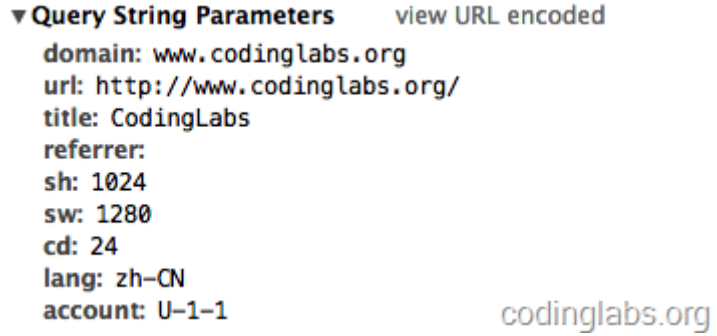 ▼Query String Parameters view URL encoded
domain: www.codinglabs.org
url: http://www.codinglabs.org/
title: CodingLabs
referrer:
sh: 1024
sw: 1280
cd: 24
lang: zh-CN
account: U-1-1
codinglabs.org